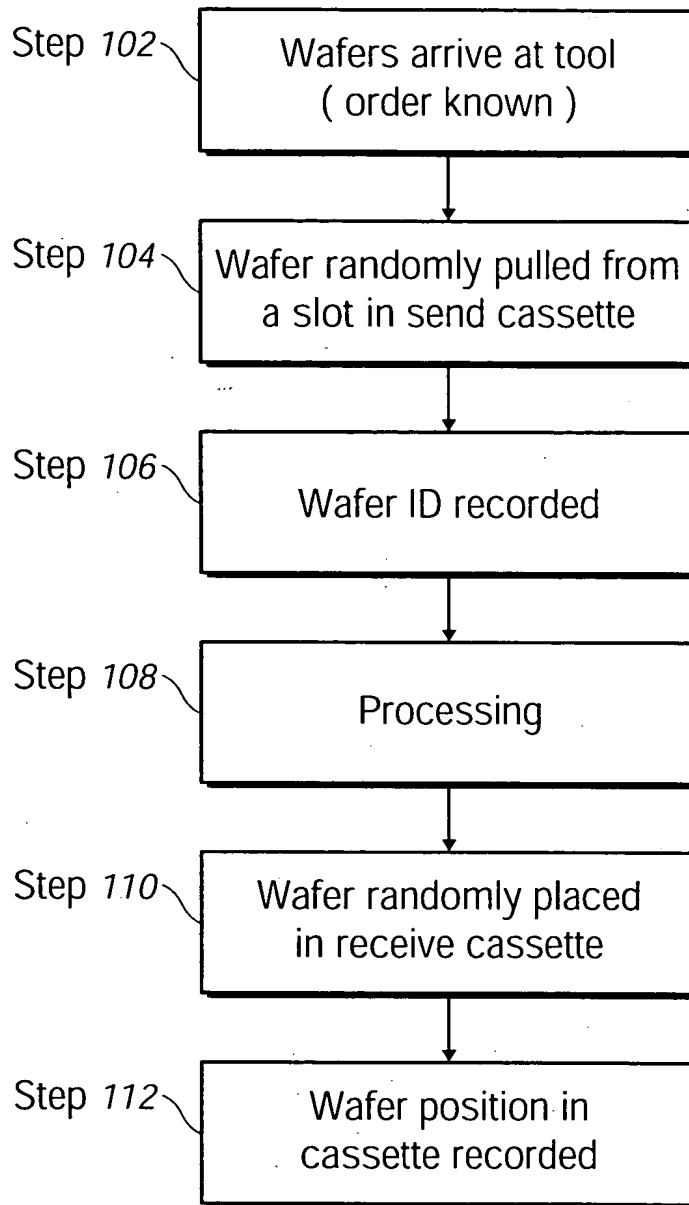 Step 102
Wafers arrive at tool
( order known )
Step 104
Wafer randomly pulled from
a slot in send cassette
Step 106
Wafer ID recorded
Step 108
Processing
Step 110
Wafer randomly placed
in receive cassette
Step 112
Wafer position in
cassette recorded